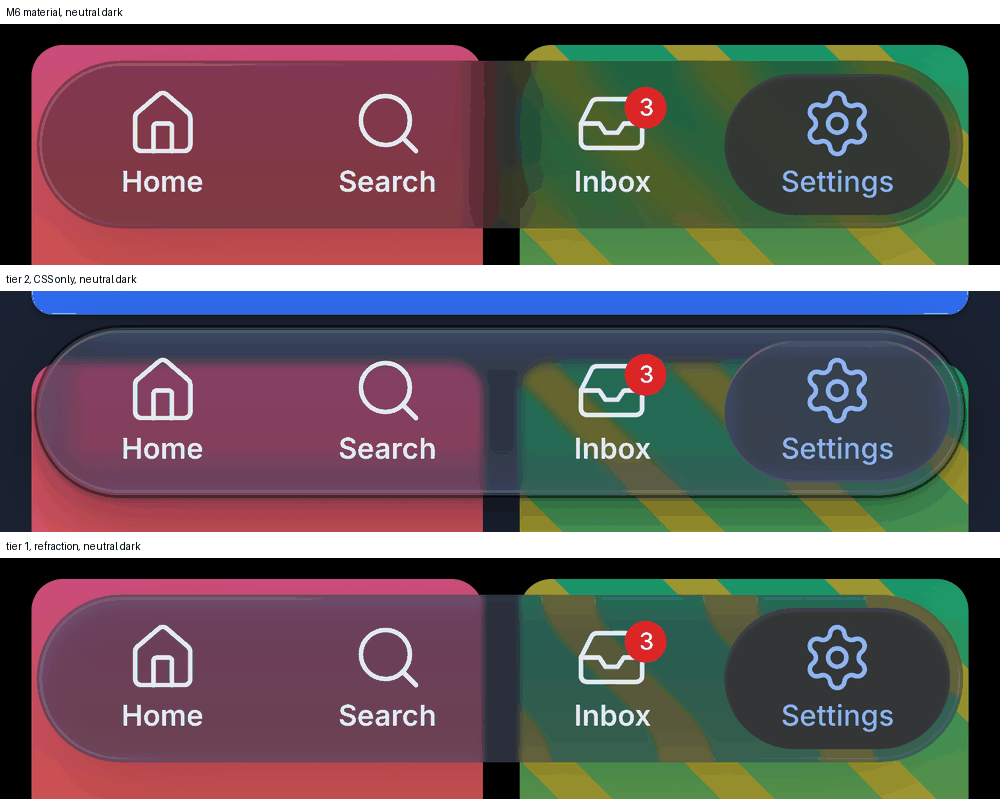 M6 material, neutral dark
3
Home Search Inbox Settings
tier 2, CSS only, neutral dark
3
Home Search Inbox Settings
tier 1, refraction, neutral dark
3
Home Search Inbox Settings